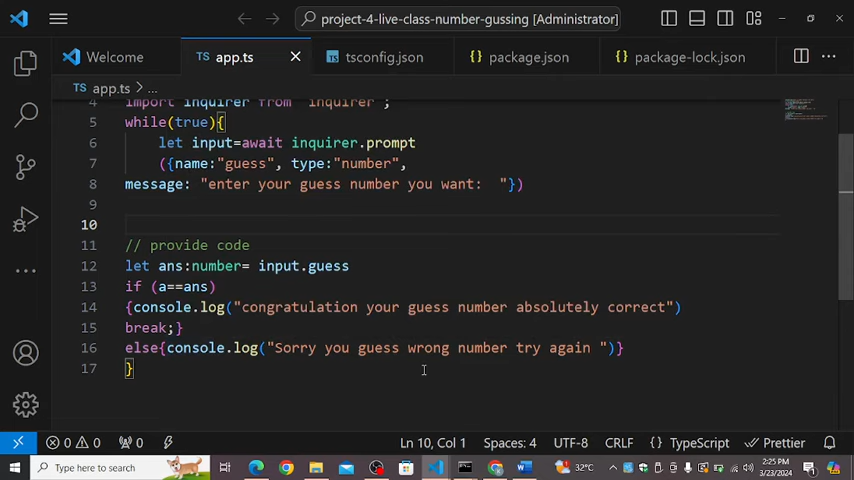 project-4-live-class-number-gussing [Administrator]
Welcome
app.ts
tsconfig.json
package.json
package-lock.json
app.ts > ...
4 import inquirer from "inquirer";
5 while(true){
6 let input=await inquirer.prompt
7 ({name:"guess", type:"number",
8 message: "enter your guess number you want:  "})
9
10
11 // provide code
12 let ans:number= input.guess
13 if (a==ans)
14 {console.log("congratulation your guess number absolutely correct")
15 break;}
16 else{console.log("Sorry you guess wrong number try again ")}
17 }
0 0 0 Ln 10, Col 1 Spaces: 4 UTF-8 CRLF {} TypeScript Prettier
Type here to search 32°C 2:25 PM
3/23/2024